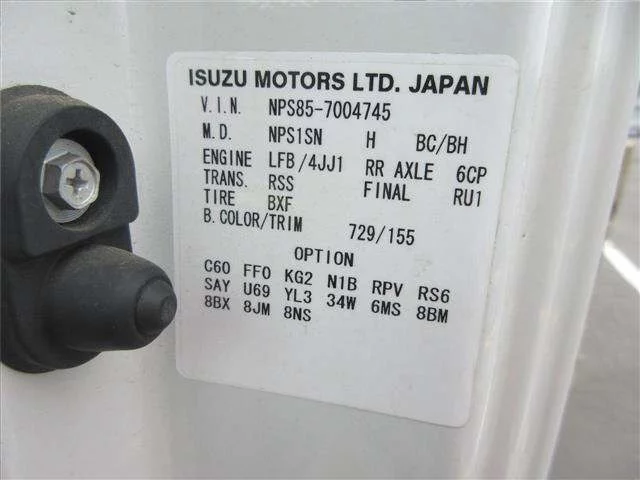 ISUZU MOTORS LTD. JAPAN
V.I.N. NPS85-7004745
M.D. NPS1SN H BC/BH
ENGINE LFB/4JJ1 RR AXLE 6CP
TRANS. RSS FINAL RU1
TIRE BXF
B.COLOR/TRIM 729/155
OPTION
C60 FF0 KG2 N1B RPV RS6
SAY U69 YL3 34W 6MS 8BM
8BX 8JM 8NS